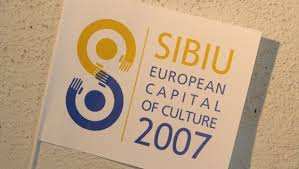 SIBIU
EUROPEAN
CAPITAL
OF CULTURE
2007